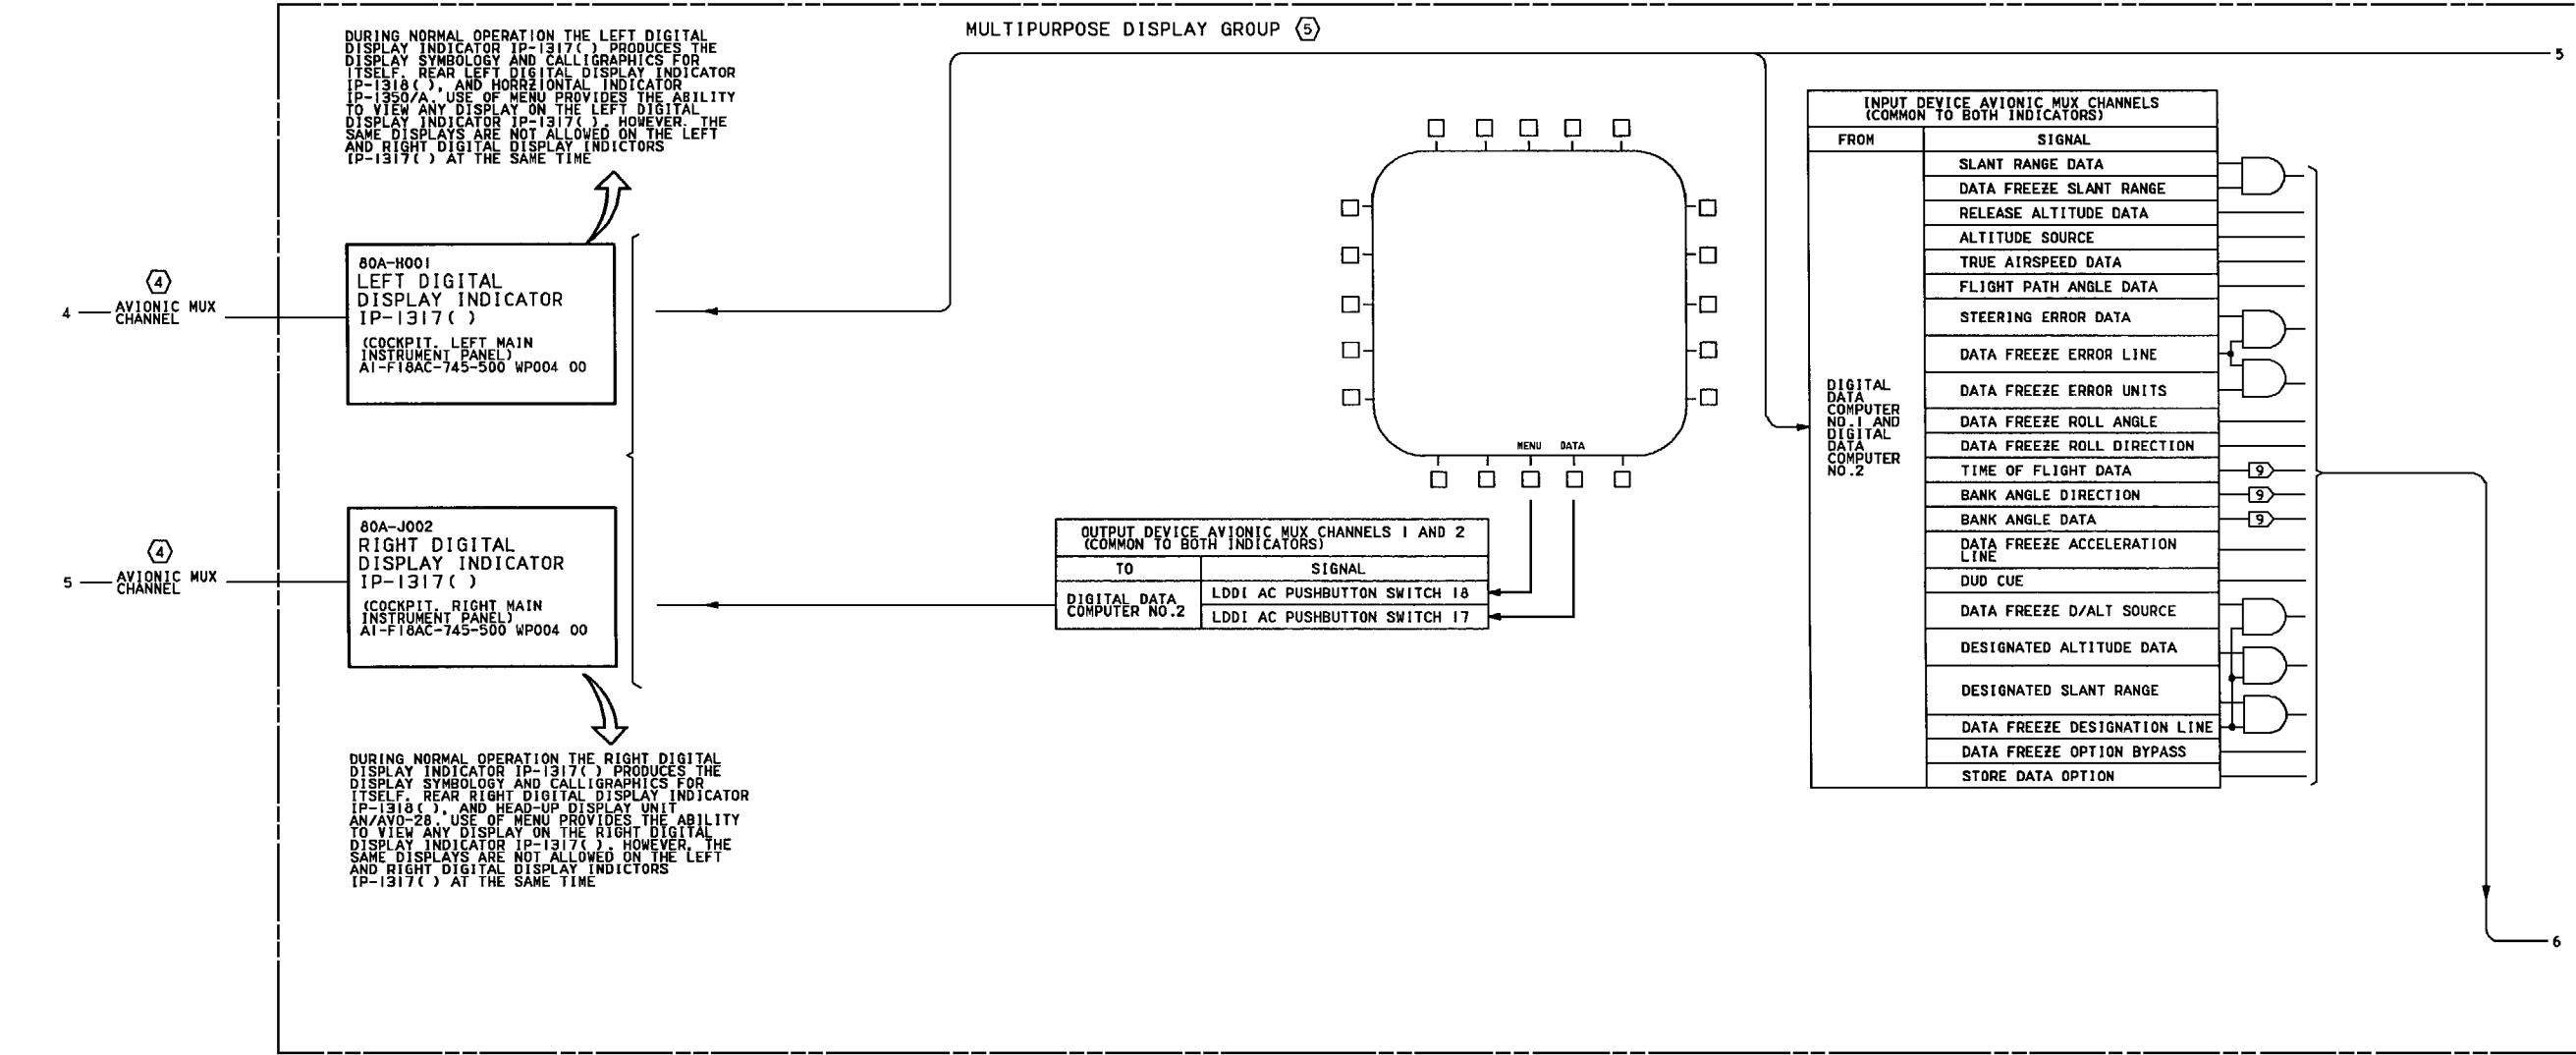 MULTIPURPOSE DISPLAY GROUP 5
5
DURING NORMAL OPERATION THE LEFT DIGITAL
DISPLAY INDICATOR IP-1317( ) PRODUCES THE
DISPLAY SYMBOLOGY AND CALLIGRAPHICS FOR
ITSELF. REAR LEFT DIGITAL DISPLAY INDICATOR
IP-1318( ), AND HORRZIONTAL INDICATOR
IP-1350/A. USE OF MENU PROVIDES THE ABILITY
TO VIEW ANY DISPLAY ON THE LEFT DIGITAL
DISPLAY INDICATOR IP-1317( ). HOWEVER. THE
SAME DISPLAYS ARE NOT ALLOWED ON THE LEFT
AND RIGHT DIGITAL DISPLAY INDICTORS
IP-1317( ) AT THE SAME TIME
4
4
AVIONIC MUX
CHANNEL
80A-H001
LEFT DIGITAL
DISPLAY INDICATOR
IP-1317( )
(COCKPIT. LEFT MAIN
INSTRUMENT PANEL)
A1-F18AC-745-500 WP004 00
4
5
AVIONIC MUX
CHANNEL
80A-J002
RIGHT DIGITAL
DISPLAY INDICATOR
IP-1317( )
(COCKPIT. RIGHT MAIN
INSTRUMENT PANEL)
A1-F18AC-745-500 WP004 00
DURING NORMAL OPERATION THE RIGHT DIGITAL
DISPLAY INDICATOR IP-1317( ) PRODUCES THE
DISPLAY SYMBOLOGY AND CALLIGRAPHICS FOR
ITSELF. REAR RIGHT DIGITAL DISPLAY INDICATOR
IP-1318( ), AND HEAD-UP DISPLAY UNIT
AN/AVO-28. USE OF MENU PROVIDES THE ABILITY
TO VIEW ANY DISPLAY ON THE RIGHT DIGITAL
DISPLAY INDICATOR IP-1317( ). HOWEVER, THE
SAME DISPLAYS ARE NOT ALLOWED ON THE LEFT
AND RIGHT DIGITAL DISPLAY INDICTORS
IP-1317( ) AT THE SAME TIME
MENU DATA
OUTPUT DEVICE AVIONIC MUX CHANNELS 1 AND 2
(COMMON TO BOTH INDICATORS)
TO SIGNAL
DIGITAL DATA
COMPUTER NO.2
LDDI AC PUSHBUTTON SWITCH 18
LDDI AC PUSHBUTTON SWITCH 17
INPUT DEVICE AVIONIC MUX CHANNELS
(COMMON TO BOTH INDICATORS)
FROM SIGNAL
DIGITAL
DATA
COMPUTER
NO.1 AND
DIGITAL
DATA
COMPUTER
NO.2
SLANT RANGE DATA
DATA FREEZE SLANT RANGE
RELEASE ALTITUDE DATA
ALTITUDE SOURCE
TRUE AIRSPEED DATA
FLIGHT PATH ANGLE DATA
STEERING ERROR DATA
DATA FREEZE ERROR LINE
DATA FREEZE ERROR UNITS
DATA FREEZE ROLL ANGLE
DATA FREEZE ROLL DIRECTION
TIME OF FLIGHT DATA 9
BANK ANGLE DIRECTION 9
BANK ANGLE DATA 9
DATA FREEZE ACCELERATION
LINE
DUD CUE
DATA FREEZE D/ALT SOURCE
DESIGNATED ALTITUDE DATA
DESIGNATED SLANT RANGE
DATA FREEZE DESIGNATION LINE
DATA FREEZE OPTION BYPASS
STORE DATA OPTION
6